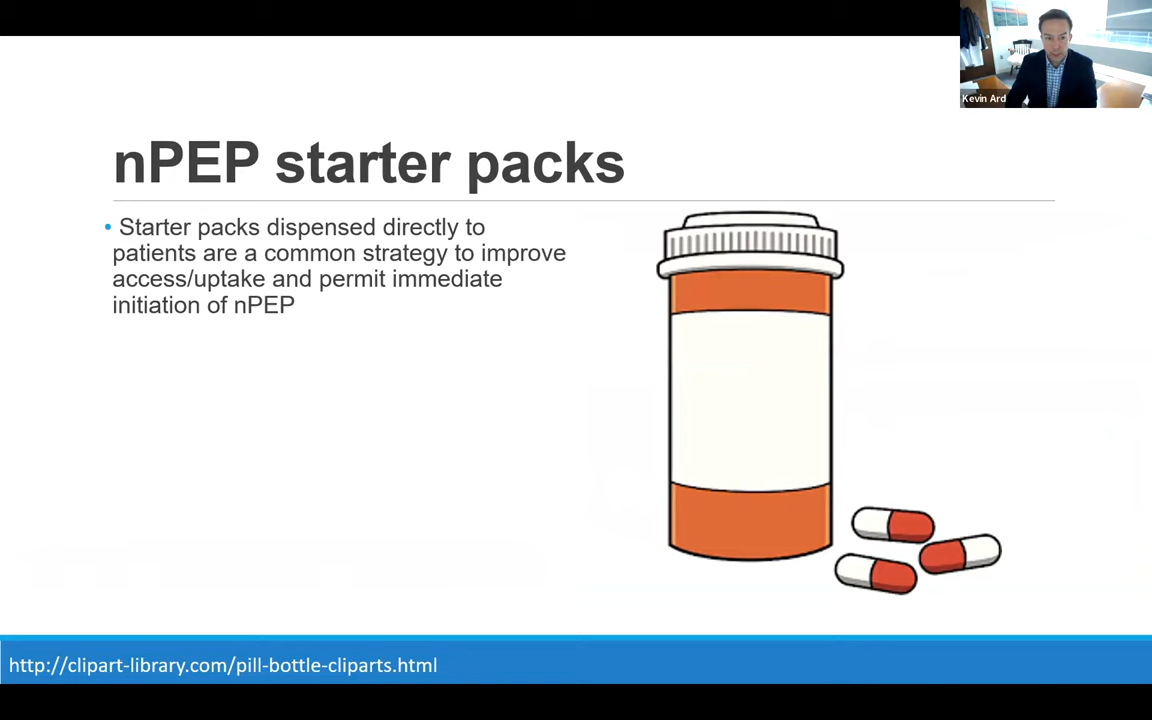 Kevin Ard
nPEP starter packs
• Starter packs dispensed directly to
patients are a common strategy to improve
access/uptake and permit immediate
initiation of nPEP
http://clipart-library.com/pill-bottle-cliparts.html